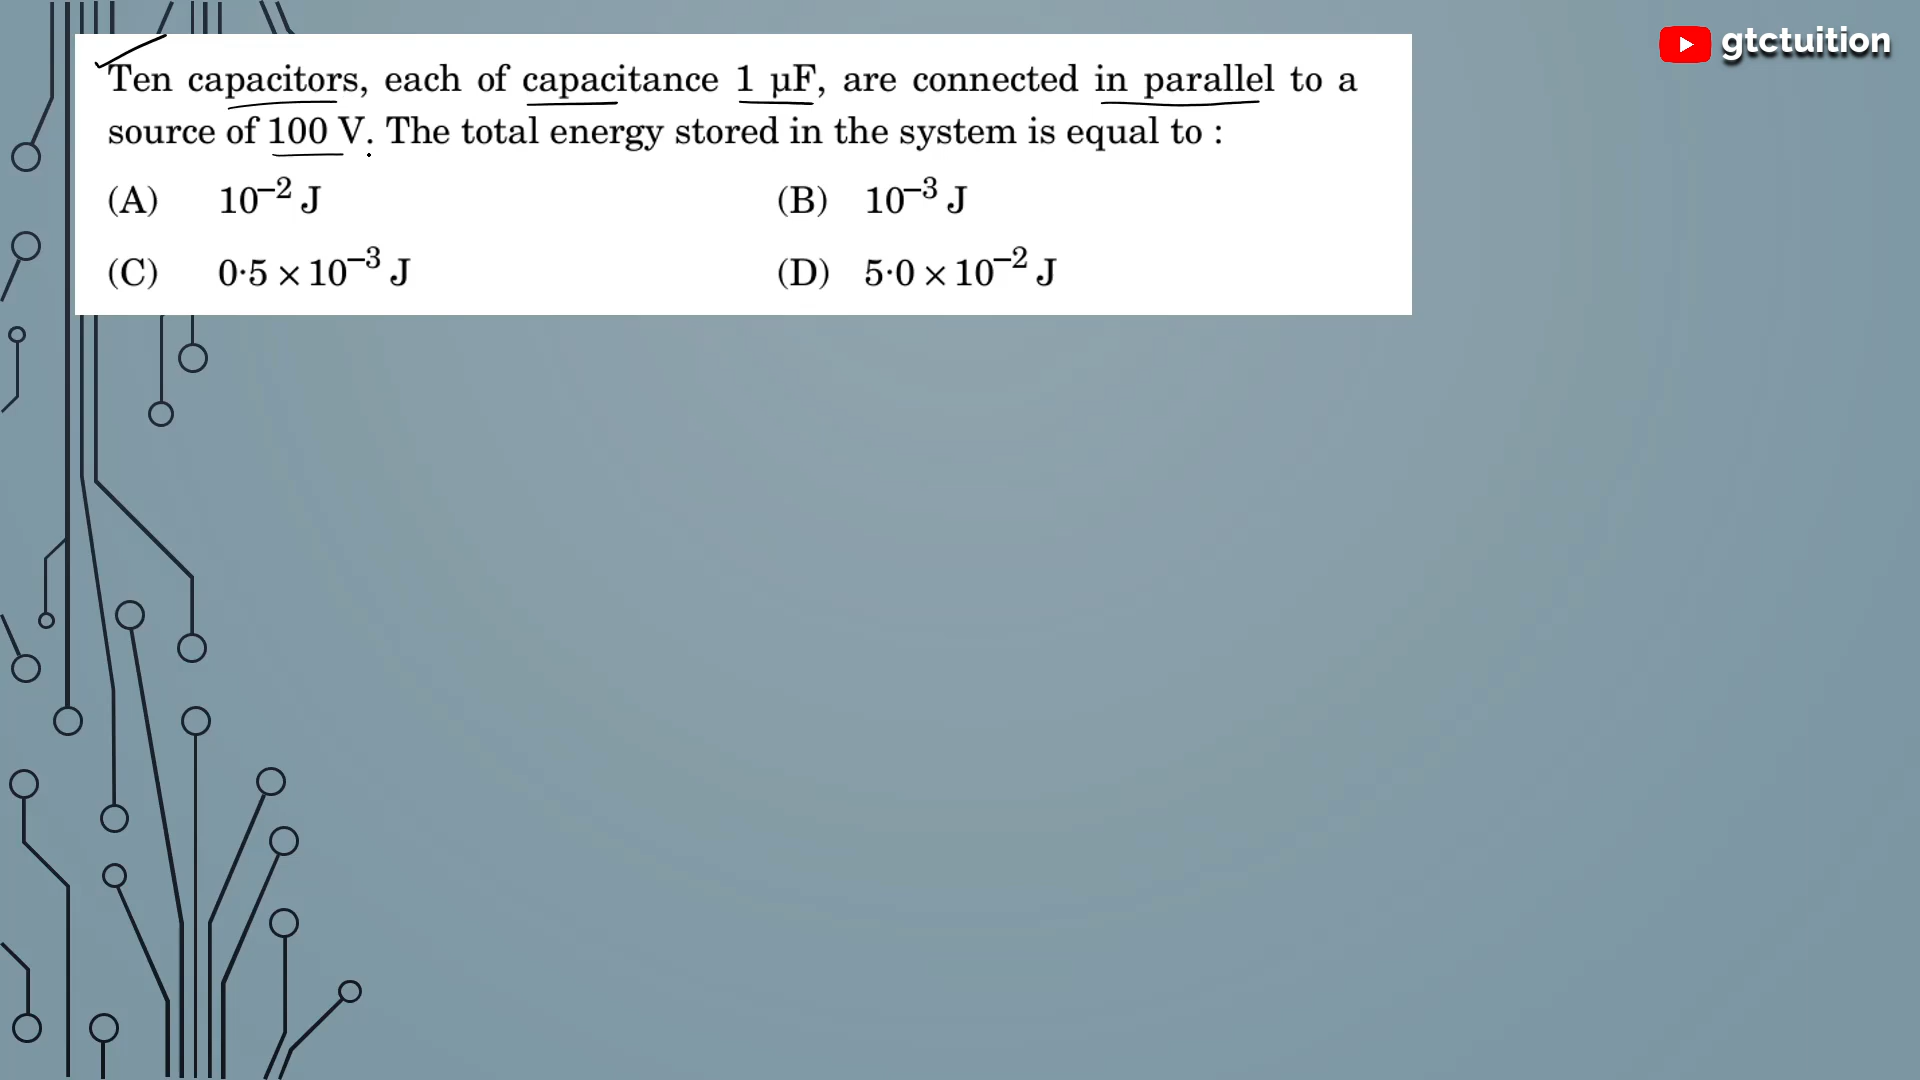 gtctuition
Ten capacitors, each of capacitance 1 µF, are connected in parallel to a
source of 100 V. The total energy stored in the system is equal to :
(A) 10⁻² J (B) 10⁻³ J
(C) 0·5 × 10⁻³ J (D) 5·0 × 10⁻² J